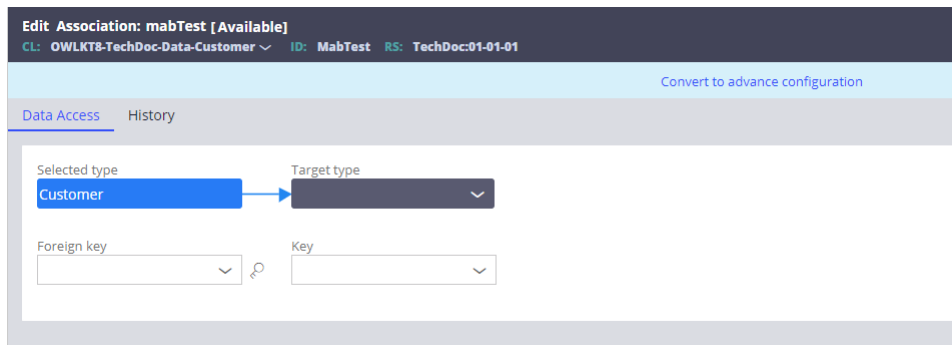 Edit Association: mabTest [Available]
CL: OWLKT8-TechDoc-Data-Customer ID: MabTest RS: TechDoc:01-01-01
Convert to advance configuration
Data Access History
Selected type Target type
Customer
Foreign key Key